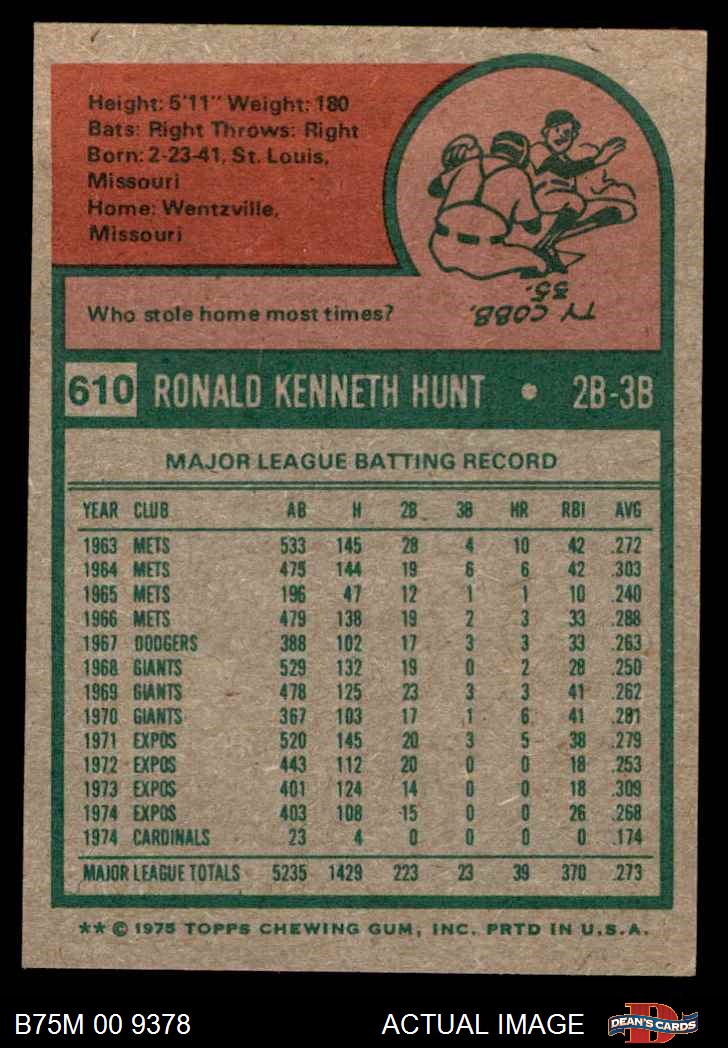 Height: 5'11" Weight: 180
Bats: Right Throws: Right
Born: 2-23-41, St. Louis,
Missouri
Home: Wentzville,
Missouri
Who stole home most times?
TY COBB,
35.
610 RONALD KENNETH HUNT • 2B-3B
MAJOR LEAGUE BATTING RECORD
YEAR CLUB AB H 2B 3B HR RBI AVG
1963 METS 533 145 28 4 10 42 .272
1964 METS 475 144 19 6 6 42 .303
1965 METS 196 47 12 1 1 10 .240
1966 METS 479 138 19 2 3 33 .288
1967 DODGERS 388 102 17 3 3 33 .263
1968 GIANTS 529 132 19 0 2 28 .250
1969 GIANTS 478 125 23 3 3 41 .262
1970 GIANTS 367 103 17 1 6 41 .281
1971 EXPOS 520 145 20 3 5 38 .279
1972 EXPOS 443 112 20 0 0 18 .253
1973 EXPOS 401 124 14 0 0 18 .309
1974 EXPOS 403 108 15 0 0 26 .268
1974 CARDINALS 23 4 0 0 0 0 .174
MAJOR LEAGUE TOTALS 5235 1429 223 23 39 370 .273
** © 1975 TOPPS CHEWING GUM, INC. PRTD IN U.S.A.
B75M 00 9378 ACTUAL IMAGE DEAN'S CARDS